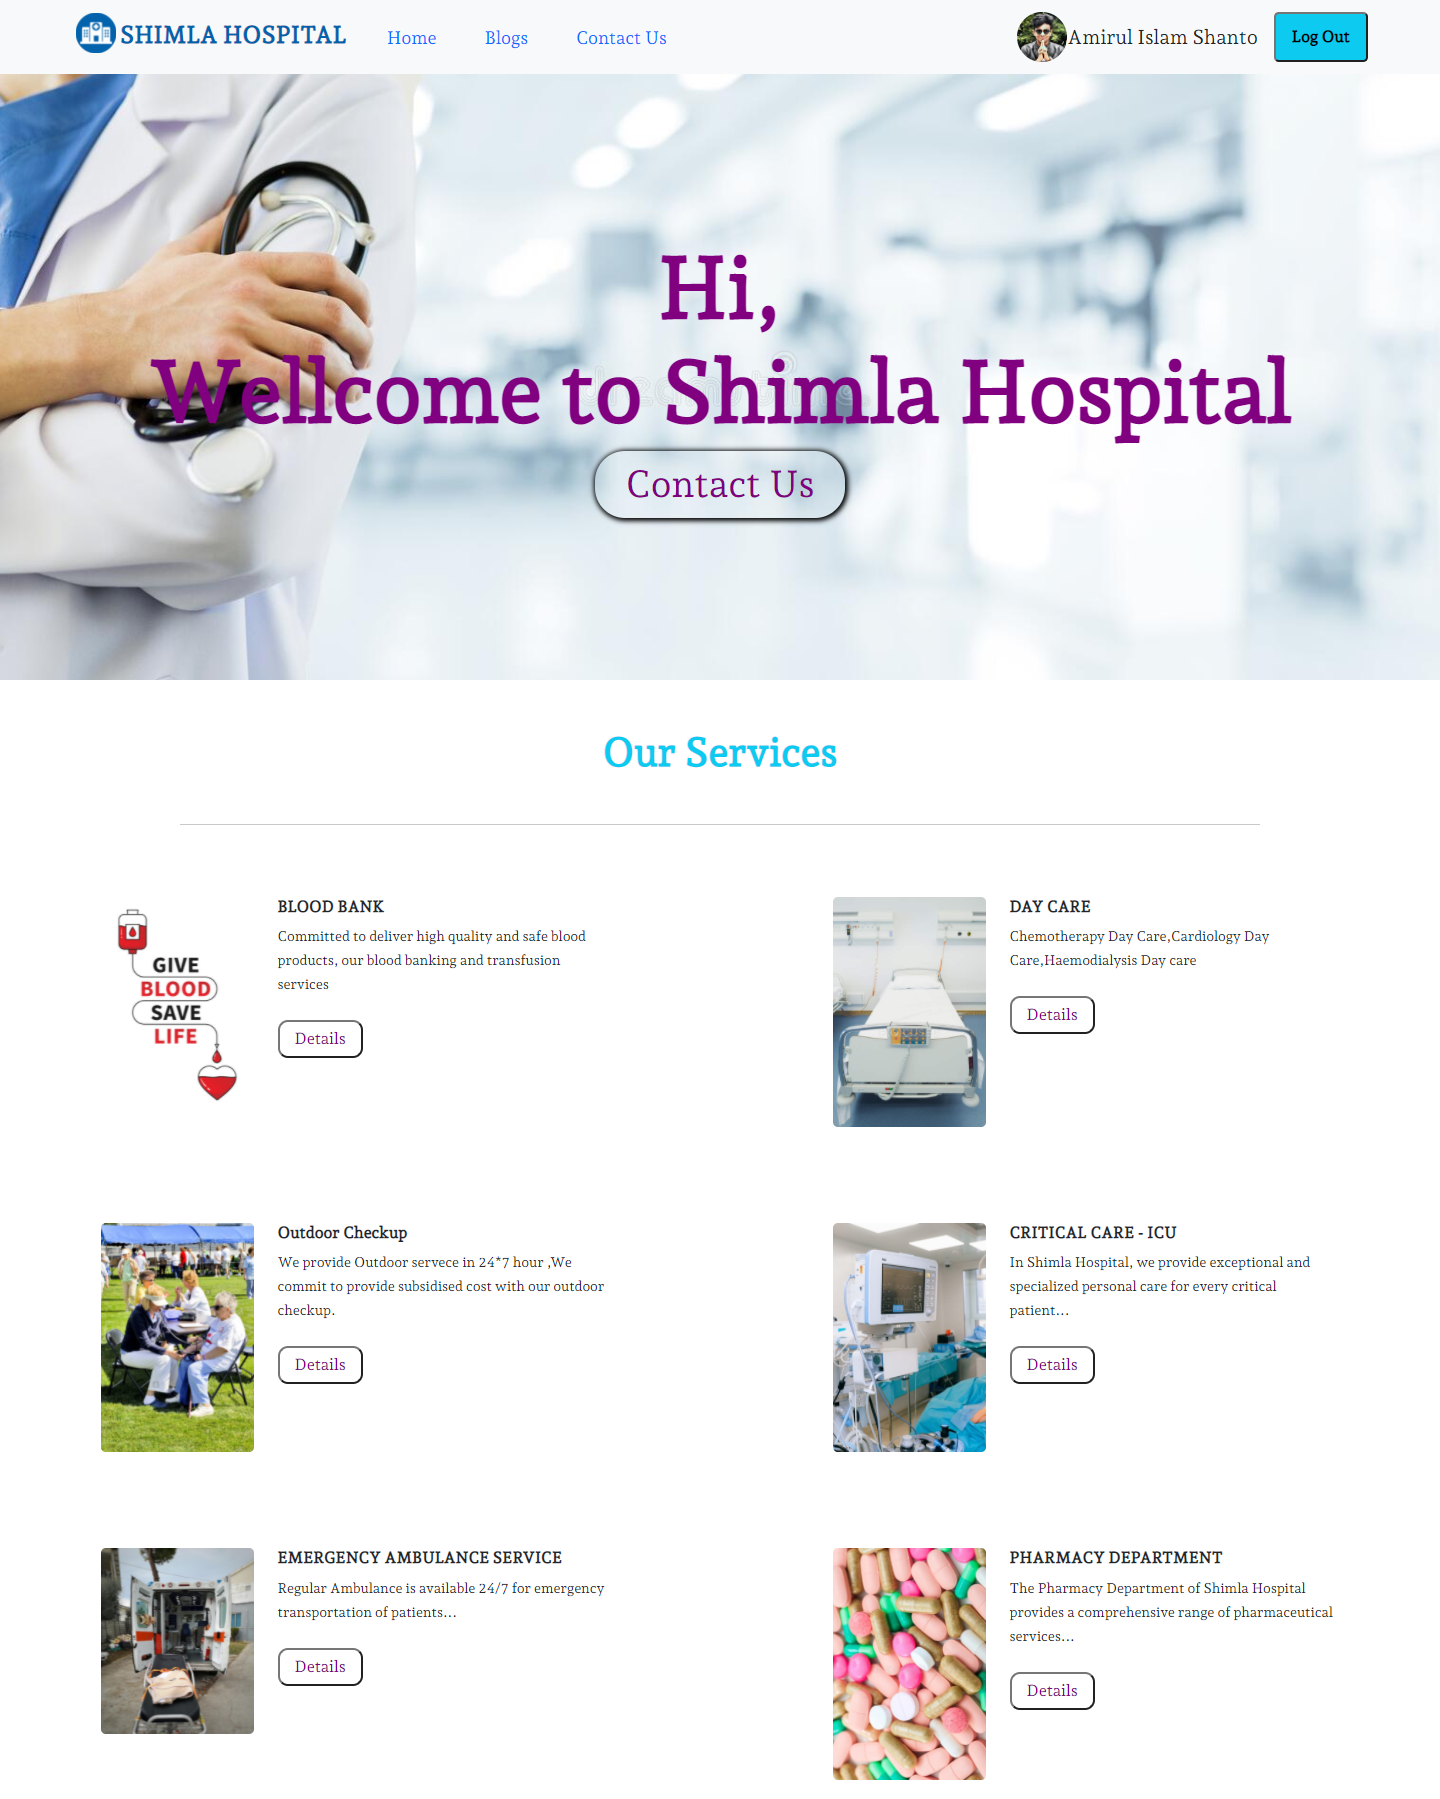 SHIMLA HOSPITAL
Home
Blogs
Contact Us
Amirul Islam Shanto
Log Out
Hi,
Wellcome to Shimla Hospital
Contact Us
Our Services
GIVE
BLOOD
SAVE
LIFE
BLOOD BANK
Committed to deliver high quality and safe blood
products, our blood banking and transfusion
services
Details
DAY CARE
Chemotherapy Day Care,Cardiology Day
Care,Haemodialysis Day care
Details
Outdoor Checkup
We provide Outdoor servece in 24*7 hour ,We
commit to provide subsidised cost with our outdoor
checkup.
Details
CRITICAL CARE - ICU
In Shimla Hospital, we provide exceptional and
specialized personal care for every critical
patient...
Details
EMERGENCY AMBULANCE SERVICE
Regular Ambulance is available 24/7 for emergency
transportation of patients...
Details
PHARMACY DEPARTMENT
The Pharmacy Department of Shimla Hospital
provides a comprehensive range of pharmaceutical
services...
Details